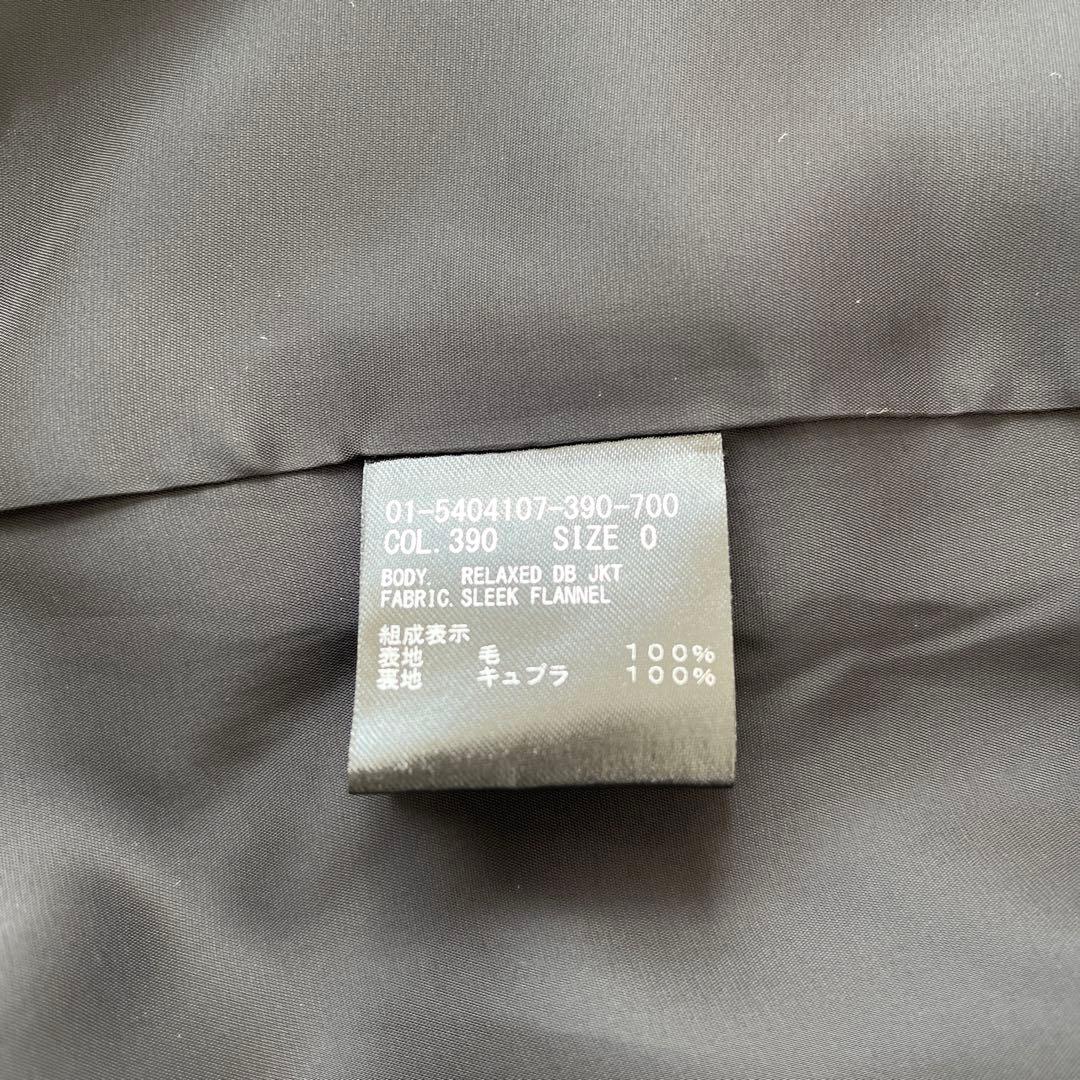 01-5404107-390-700
COL. 390 SIZE 0
BODY. RELAXED DB JKT
FABRIC. SLEEK FLANNEL
組成表示
表地 毛 100%
裏地 キュプラ 100%